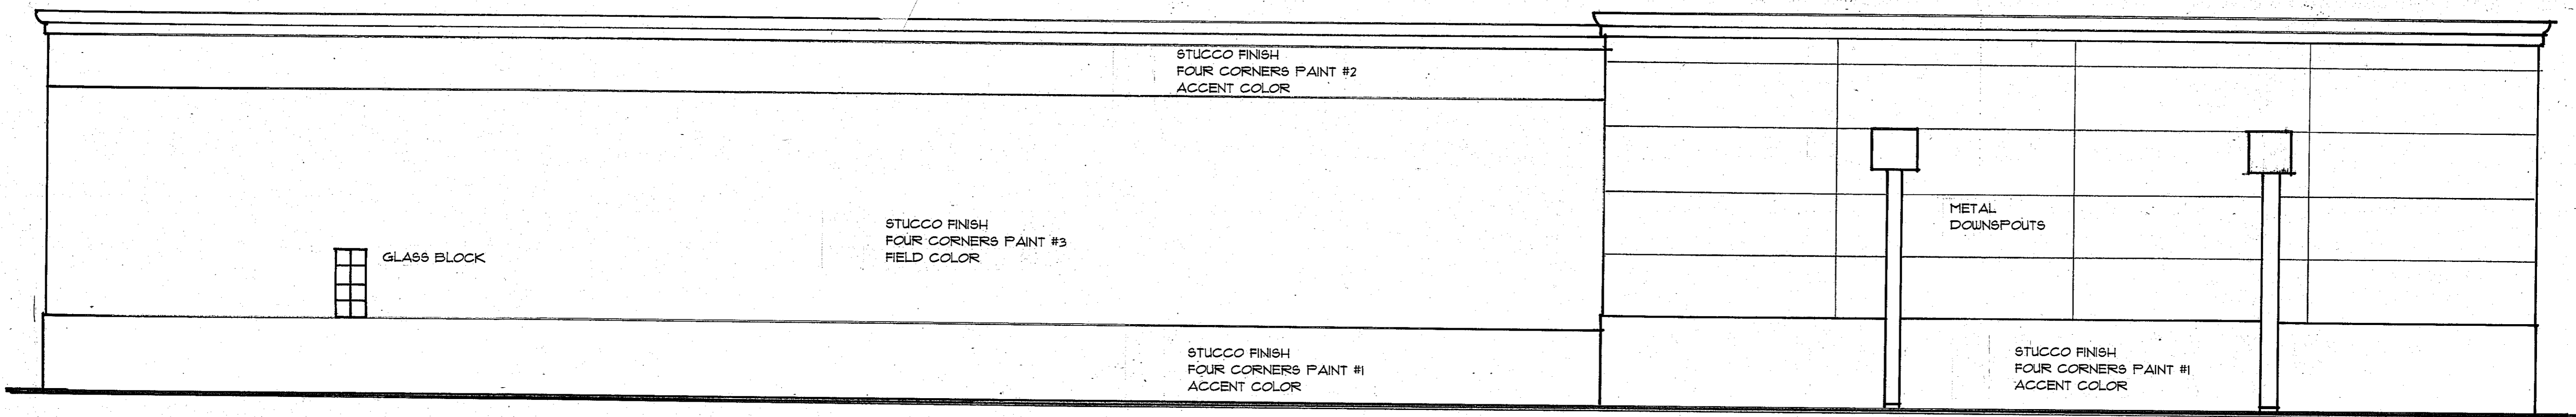 STUCCO FINISH
FOUR CORNERS PAINT #2
ACCENT COLOR
METAL
DOWNSPOUTS
STUCCO FINISH
FOUR CORNERS PAINT #3
FIELD COLOR
GLASS BLOCK
STUCCO FINISH
FOUR CORNERS PAINT #1
ACCENT COLOR
STUCCO FINISH
FOUR CORNERS PAINT #1
ACCENT COLOR